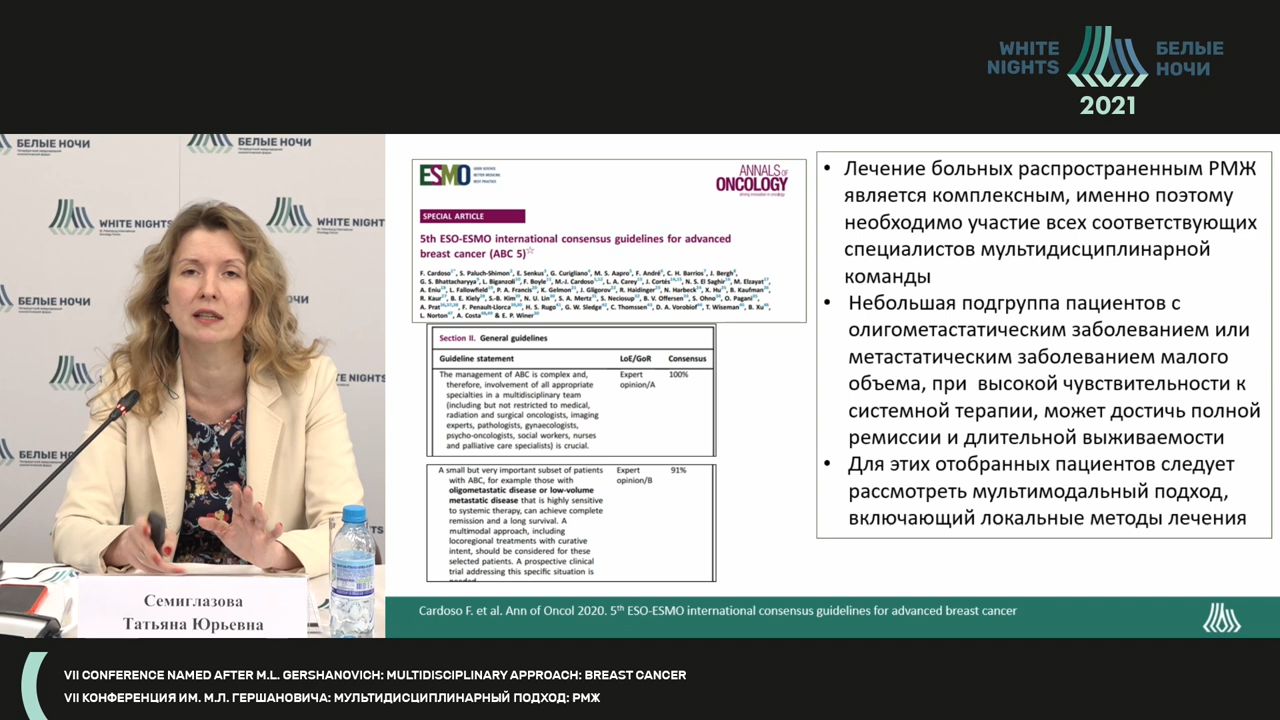 WHITE NIGHTS
БЕЛЫЕ НОЧИ
2021
БЕЛЫЕ НОЧИ
БЕЛЫЕ НОЧИ
WHITE NIGHTS
WHITE NIGHTS
БЕЛЫЕ НОЧИ
WHITE NIGHTS
Семиглазова
Татьяна Юрьевна
ESMO
ANNALS OF
ONCOLOGY
SPECIAL ARTICLE
5th ESO-ESMO international consensus guidelines for advanced
breast cancer (ABC 5)☆
Section II. General guidelines
Guideline statement LoE/GoR Consensus
The management of ABC is complex and, Expert 100%
therefore, involvement of all appropriate opinion/A
specialties in a multidisciplinary team
(including but not restricted to medical,
radiation and surgical oncologists, imaging
experts, pathologists, gynaecologists,
psycho-oncologists, social workers, nurses
and palliative care specialists) is crucial.
A small but very important subset of patients Expert 91%
with ABC, for example those with opinion/B
oligometastatic disease or low-volume
metastatic disease that is highly sensitive
to systemic therapy, can achieve complete
remission and a long survival. A
multimodal approach, including
locoregional treatments with curative
intent, should be considered for these
selected patients. A prospective clinical
trial addressing this specific situation is
• Лечение больных распространенным РМЖ
является комплексным, именно поэтому
необходимо участие всех соответствующих
специалистов мультидисциплинарной
команды
• Небольшая подгруппа пациентов с
олигометастатическим заболеванием или
метастатическим заболеванием малого
объема, при высокой чувствительности к
системной терапии, может достичь полной
ремиссии и длительной выживаемости
• Для этих отобранных пациентов следует
рассмотреть мультимодальный подход,
включающий локальные методы лечения
Cardoso F. et al. Ann of Oncol 2020. 5th ESO-ESMO international consensus guidelines for advanced breast cancer
VII CONFERENCE NAMED AFTER M.L. GERSHANOVICH: MULTIDISCIPLINARY APPROACH: BREAST CANCER
VII КОНФЕРЕНЦИЯ ИМ. М.Л. ГЕРШАНОВИЧА: МУЛЬТИДИСЦИПЛИНАРНЫЙ ПОДХОД: РМЖ